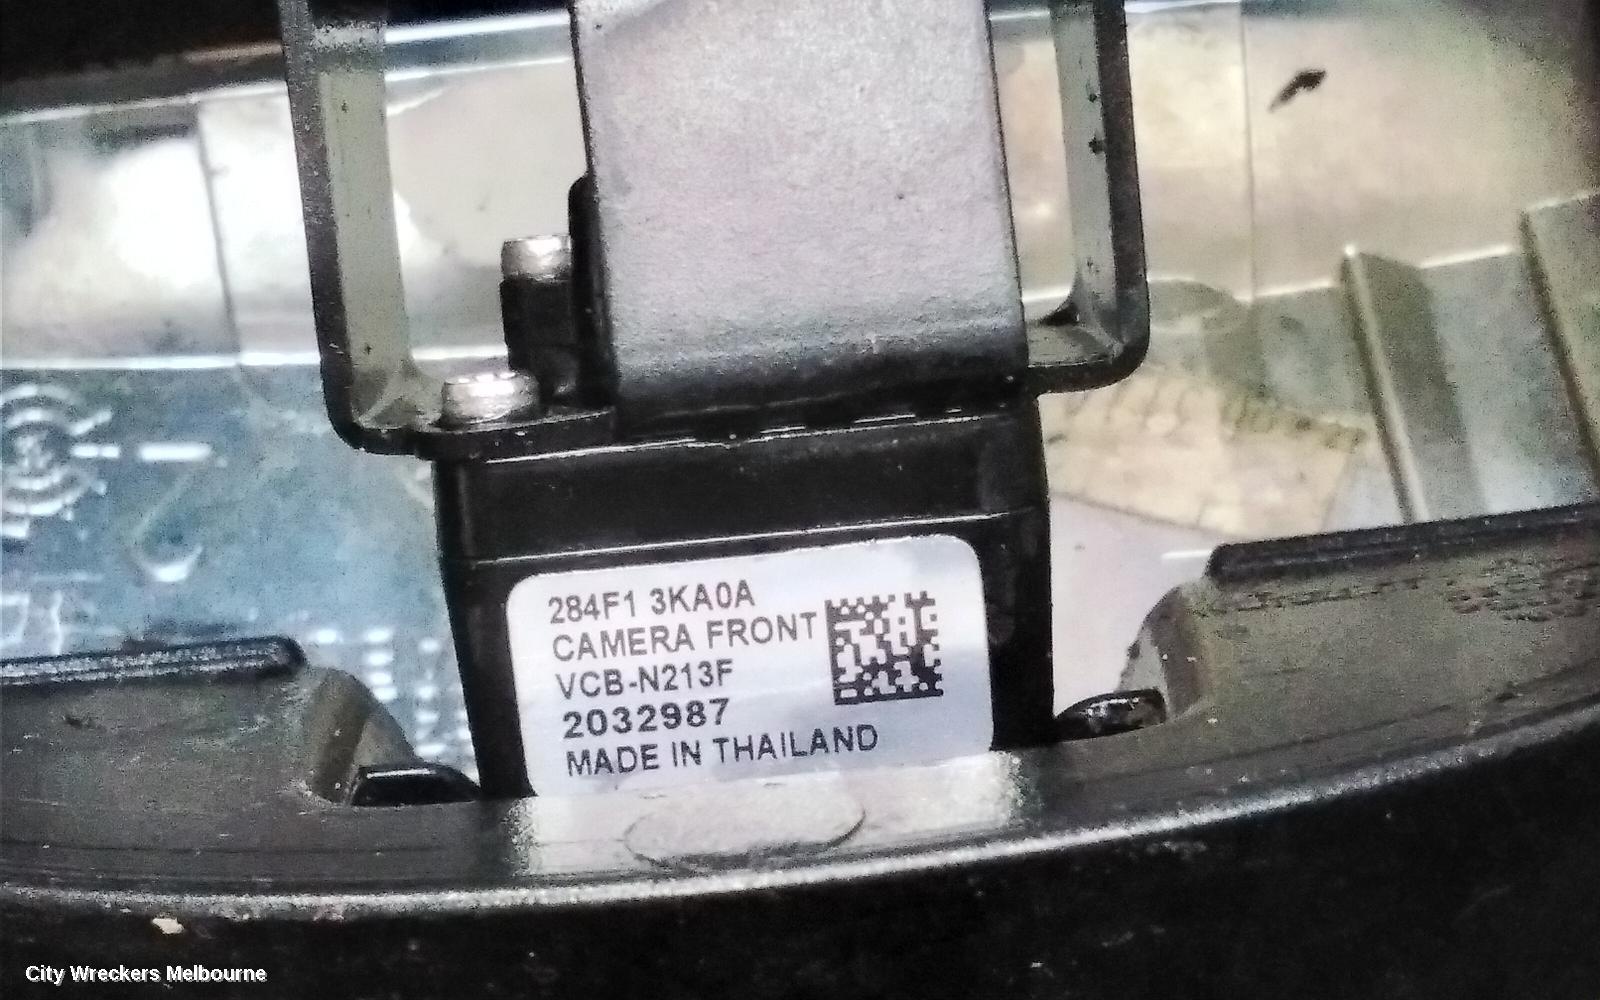 284F1 3KA0A
CAMERA FRONT
VCB-N213F
2032987
MADE IN THAILAND
City Wreckers Melbourne